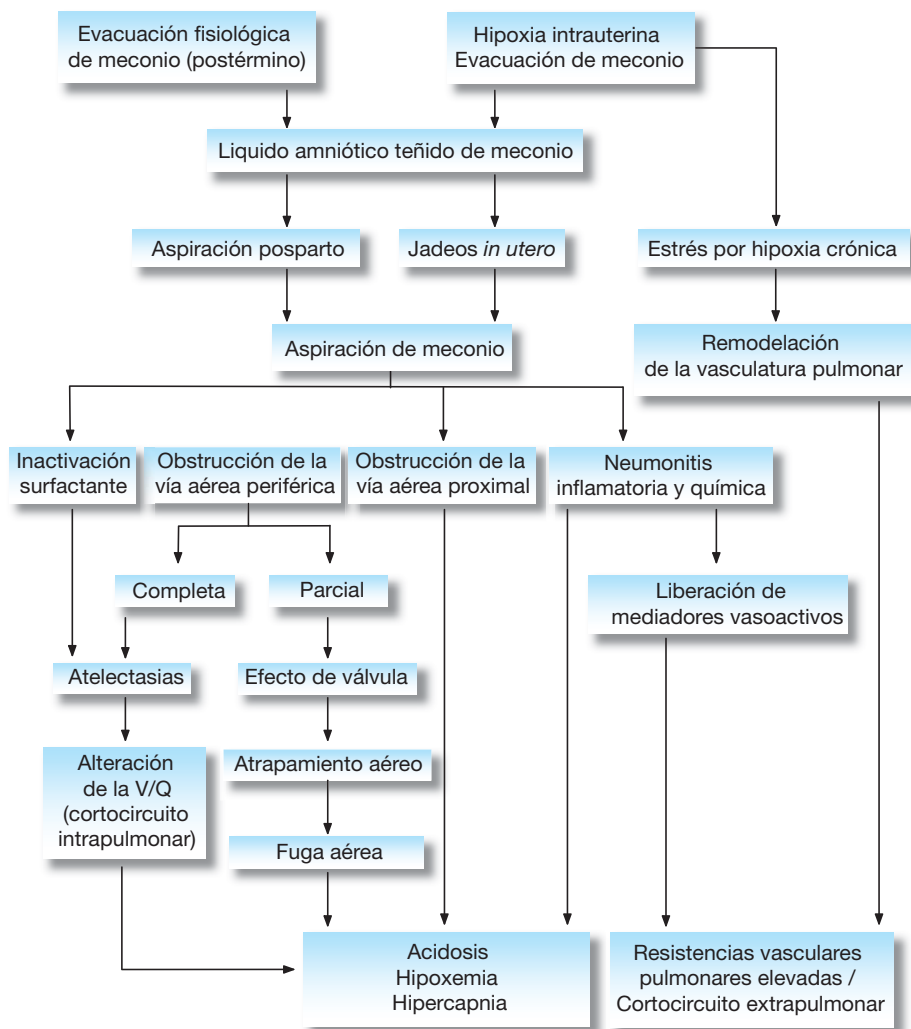 Evacuación fisiológica
de meconio (postérmino)
Hipoxia intrauterina
Evacuación de meconio
Liquido amniótico teñido de meconio
Aspiración posparto
Jadeos in utero
Estrés por hipoxia crónica
Aspiración de meconio
Remodelación
de la vasculatura pulmonar
Inactivación
surfactante
Obstrucción de la
vía aérea periférica
Obstrucción de la
vía aérea proximal
Neumonitis
inflamatoria y química
Completa
Parcial
Liberación de
mediadores vasoactivos
Atelectasias
Efecto de válvula
Alteración
de la V/Q
(cortocircuito
intrapulmonar)
Atrapamiento aéreo
Fuga aérea
Acidosis
Hipoxemia
Hipercapnia
Resistencias vasculares
pulmonares elevadas /
Cortocircuito extrapulmonar